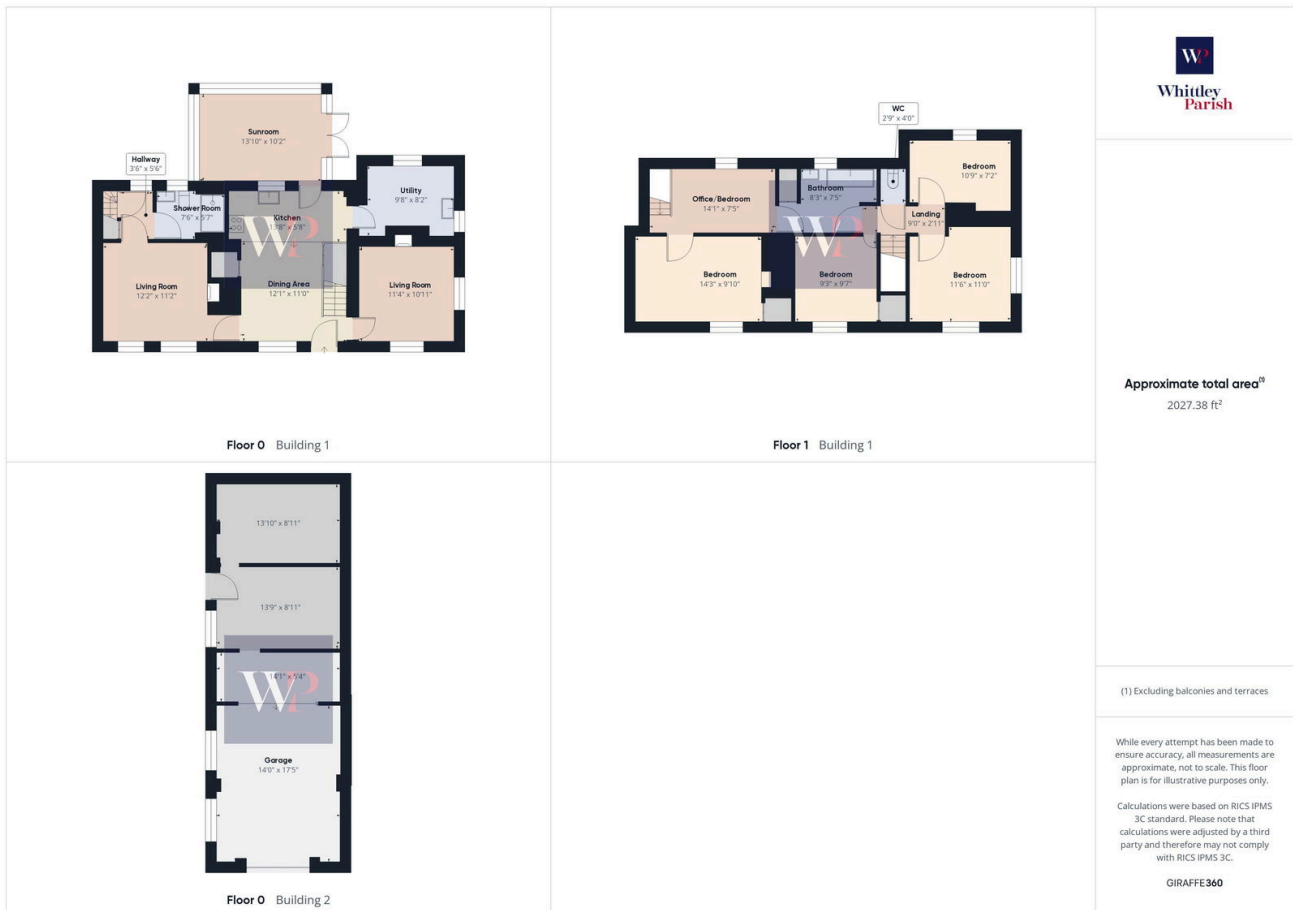 Sunroom
13'10" x 10'2"
Hallway
3'6" x 5'6"
Utility
9'8" x 8'2"
Shower Room
7'6" x 5'7"
Kitchen
13'8" x 5'8"
WP
Living Room
12'2" x 11'2"
Dining Area
12'1" x 11'0"
Living Room
11'4" x 10'11"
Floor 0 Building 1
WC
2'9" x 4'0"
Bedroom
10'9" x 7'2"
Bathroom
8'3" x 7'5"
Office/Bedroom
14'1" x 7'5"
Landing
9'0" x 2'11"
WP
Bedroom
14'3" x 9'10"
Bedroom
9'3" x 9'7"
Bedroom
11'6" x 11'0"
Floor 1 Building 1
13'10" x 8'11"
13'9" x 8'11"
14'1" x 5'4"
WP
Garage
14'0" x 17'5"
Floor 0 Building 2
WP
Whittley
Parish
Approximate total area(1)
2027.38 ft²
(1) Excluding balconies and terraces
While every attempt has been made to
ensure accuracy, all measurements are
approximate, not to scale. This floor
plan is for illustrative purposes only.
Calculations were based on RICS IPMS
3C standard. Please note that
calculations were adjusted by a third
party and therefore may not comply
with RICS IPMS 3C.
GIRAFFE360